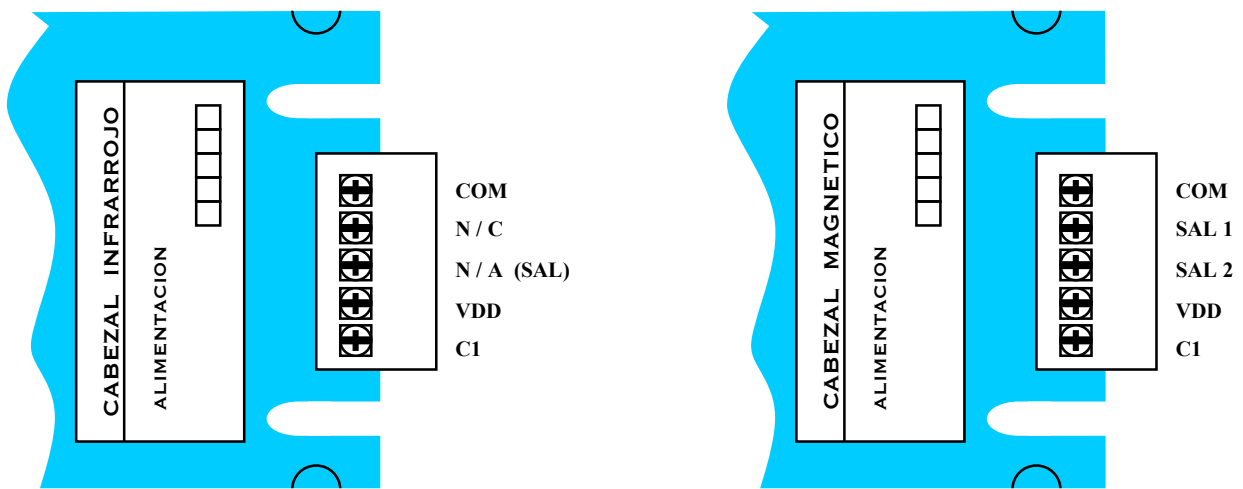 CABEZAL INFRARROJO
ALIMENTACION
COM
N / C
N / A (SAL)
VDD
C1
CABEZAL MAGNETICO
ALIMENTACION
COM
SAL 1
SAL 2
VDD
C1